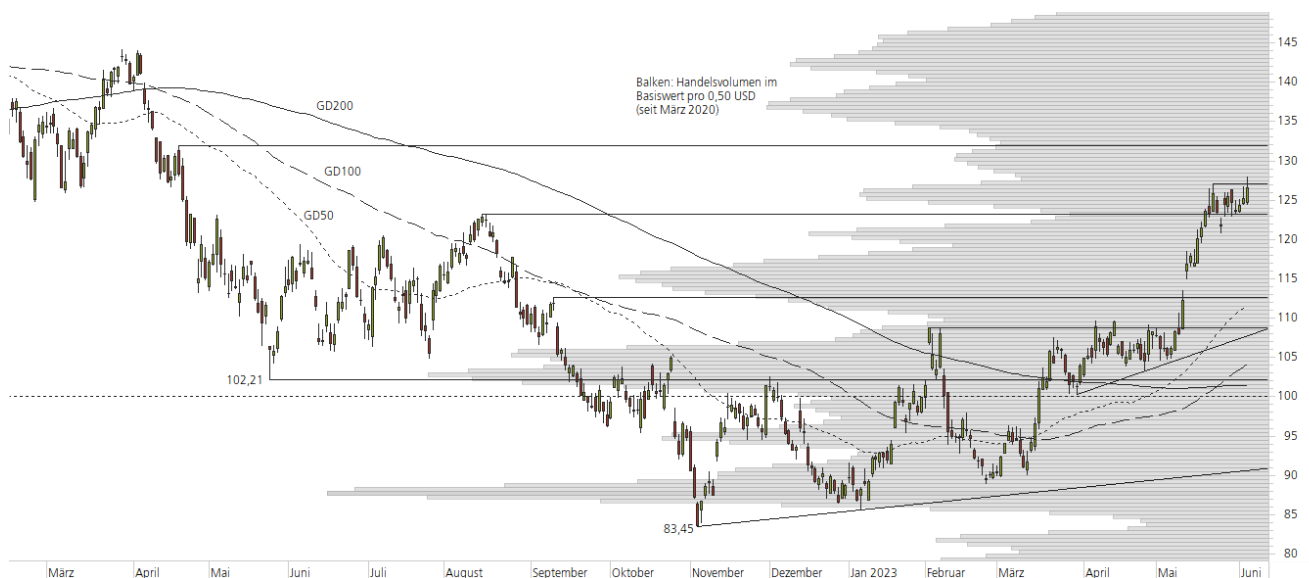 145
140
135
130
125
120
115
110
105
100
95
90
85
80
Balken: Handelsvolumen im
Basiswert pro 0,50 USD
(seit März 2020)
GD200
GD100
GD50
102,21
83,45
März
April
Mai
Juni
Juli
August
September
Oktober
November
Dezember
Jan 2023
Februar
März
April
Mai
Juni